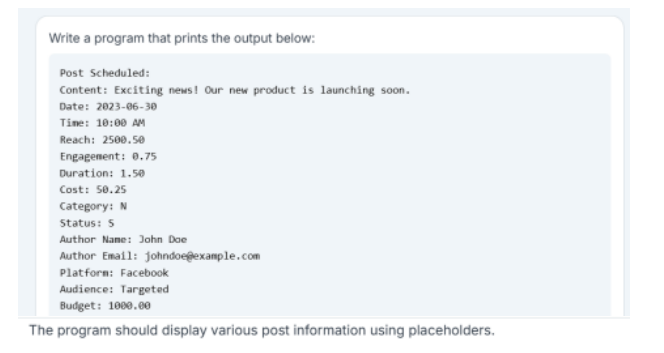 Write a program that prints the output below:
Post Scheduled:
Content: Exciting news! Our new product is launching soon.
Date: 2023-06-30
Time: 10:00 AM
Reach: 2500.50
Engagement: 0.75
Duration: 1.50
Cost: 50.25
Category: N
Status: S
Author Name: John Doe
Author Email: johndoe@example.com
Platform: Facebook
Audience: Targeted
Budget: 1000.00
The program should display various post information using placeholders.